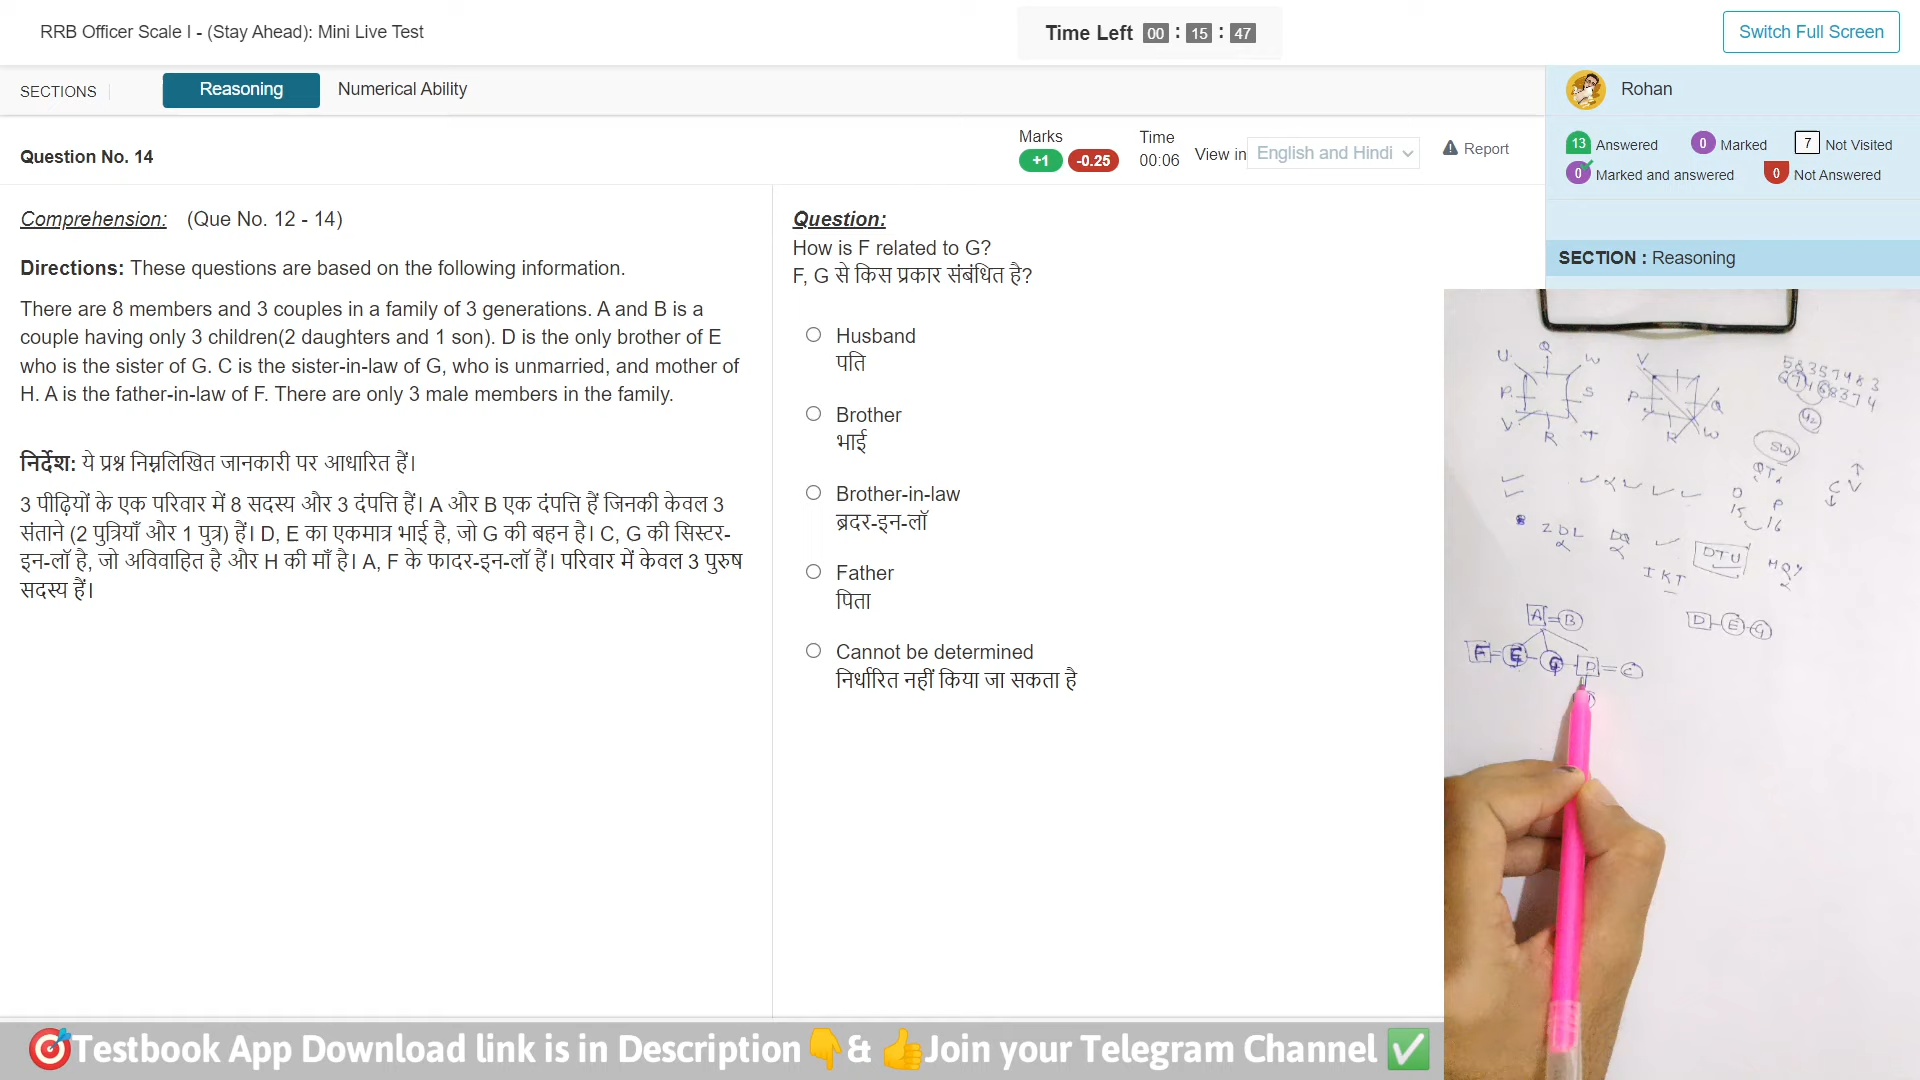 RRB Officer Scale I - (Stay Ahead): Mini Live Test
Time Left 00 : 15 : 47
Switch Full Screen
SECTIONS
Reasoning
Numerical Ability
Rohan
Question No. 14
Marks
+1 -0.25
Time
00:06
View in English and Hindi
Report
13 Answered
0 Marked
7 Not Visited
0 Marked and answered
0 Not Answered
SECTION : Reasoning
Comprehension: (Que No. 12 - 14)
Directions: These questions are based on the following information.
There are 8 members and 3 couples in a family of 3 generations. A and B is a
couple having only 3 children(2 daughters and 1 son). D is the only brother of E
who is the sister of G. C is the sister-in-law of G, who is unmarried, and mother of
H. A is the father-in-law of F. There are only 3 male members in the family.
निर्देश: ये प्रश्न निम्नलिखित जानकारी पर आधारित हैं।
3 पीढ़ियों के एक परिवार में 8 सदस्य और 3 दंपत्ति हैं। A और B एक दंपत्ति हैं जिनकी केवल 3
संताने (2 पुत्रियाँ और 1 पुत्र) हैं। D, E का एकमात्र भाई है, जो G की बहन है। C, G की सिस्टर-
इन-लॉ है, जो अविवाहित है और H की माँ है। A, F के फादर-इन-लॉ हैं। परिवार में केवल 3 पुरुष
सदस्य हैं।
Question:
How is F related to G?
F, G से किस प्रकार संबंधित है?
Husband
पति
Brother
भाई
Brother-in-law
ब्रदर-इन-लॉ
Father
पिता
Cannot be determined
निर्धारित नहीं किया जा सकता है
U Q W
P S
V R T
V
P Q
R W
58357483
42
SW
QT
D P
15 16
C V
2DL
DTU
IKT
A=B
F=E-G-D=C
D-E-G
Testbook App Download link is in Description & Join your Telegram Channel